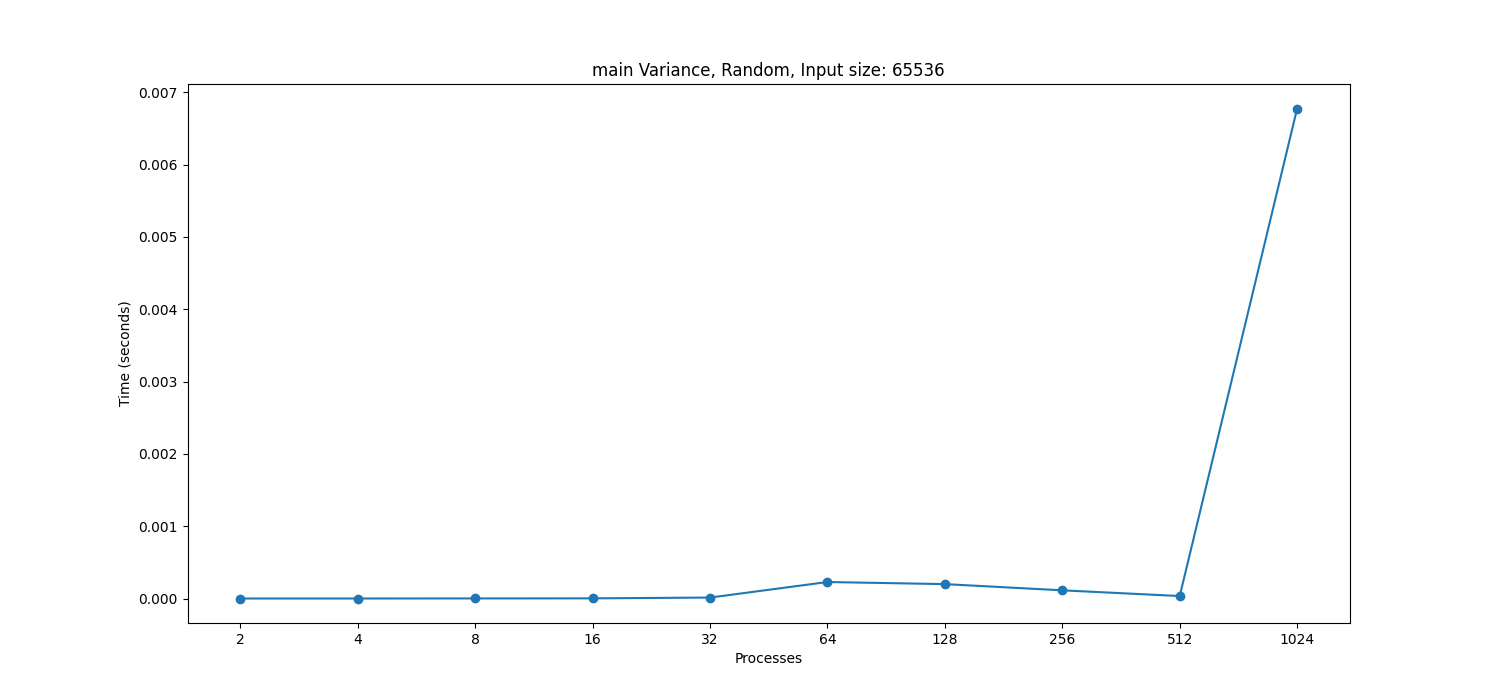 main Variance, Random, Input size: 65536
0.007
0.006
0.005
0.004
0.003
0.002
0.001
0.000
Time (seconds)
2 4 8 16 32 64 128 256 512 1024
Processes